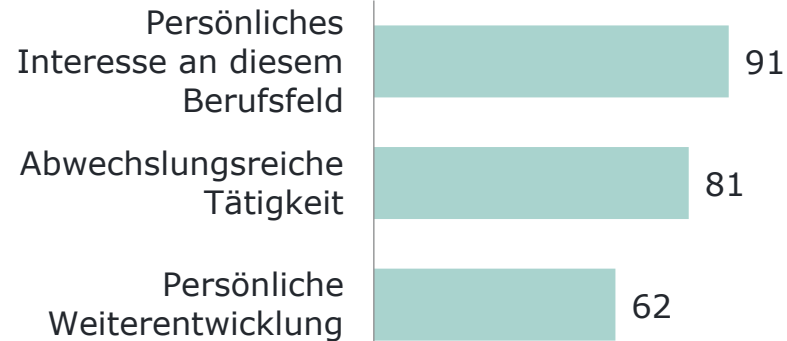 Persönliches
Interesse an diesem
Berufsfeld
91
Abwechslungsreiche
Tätigkeit
81
Persönliche
Weiterentwicklung
62